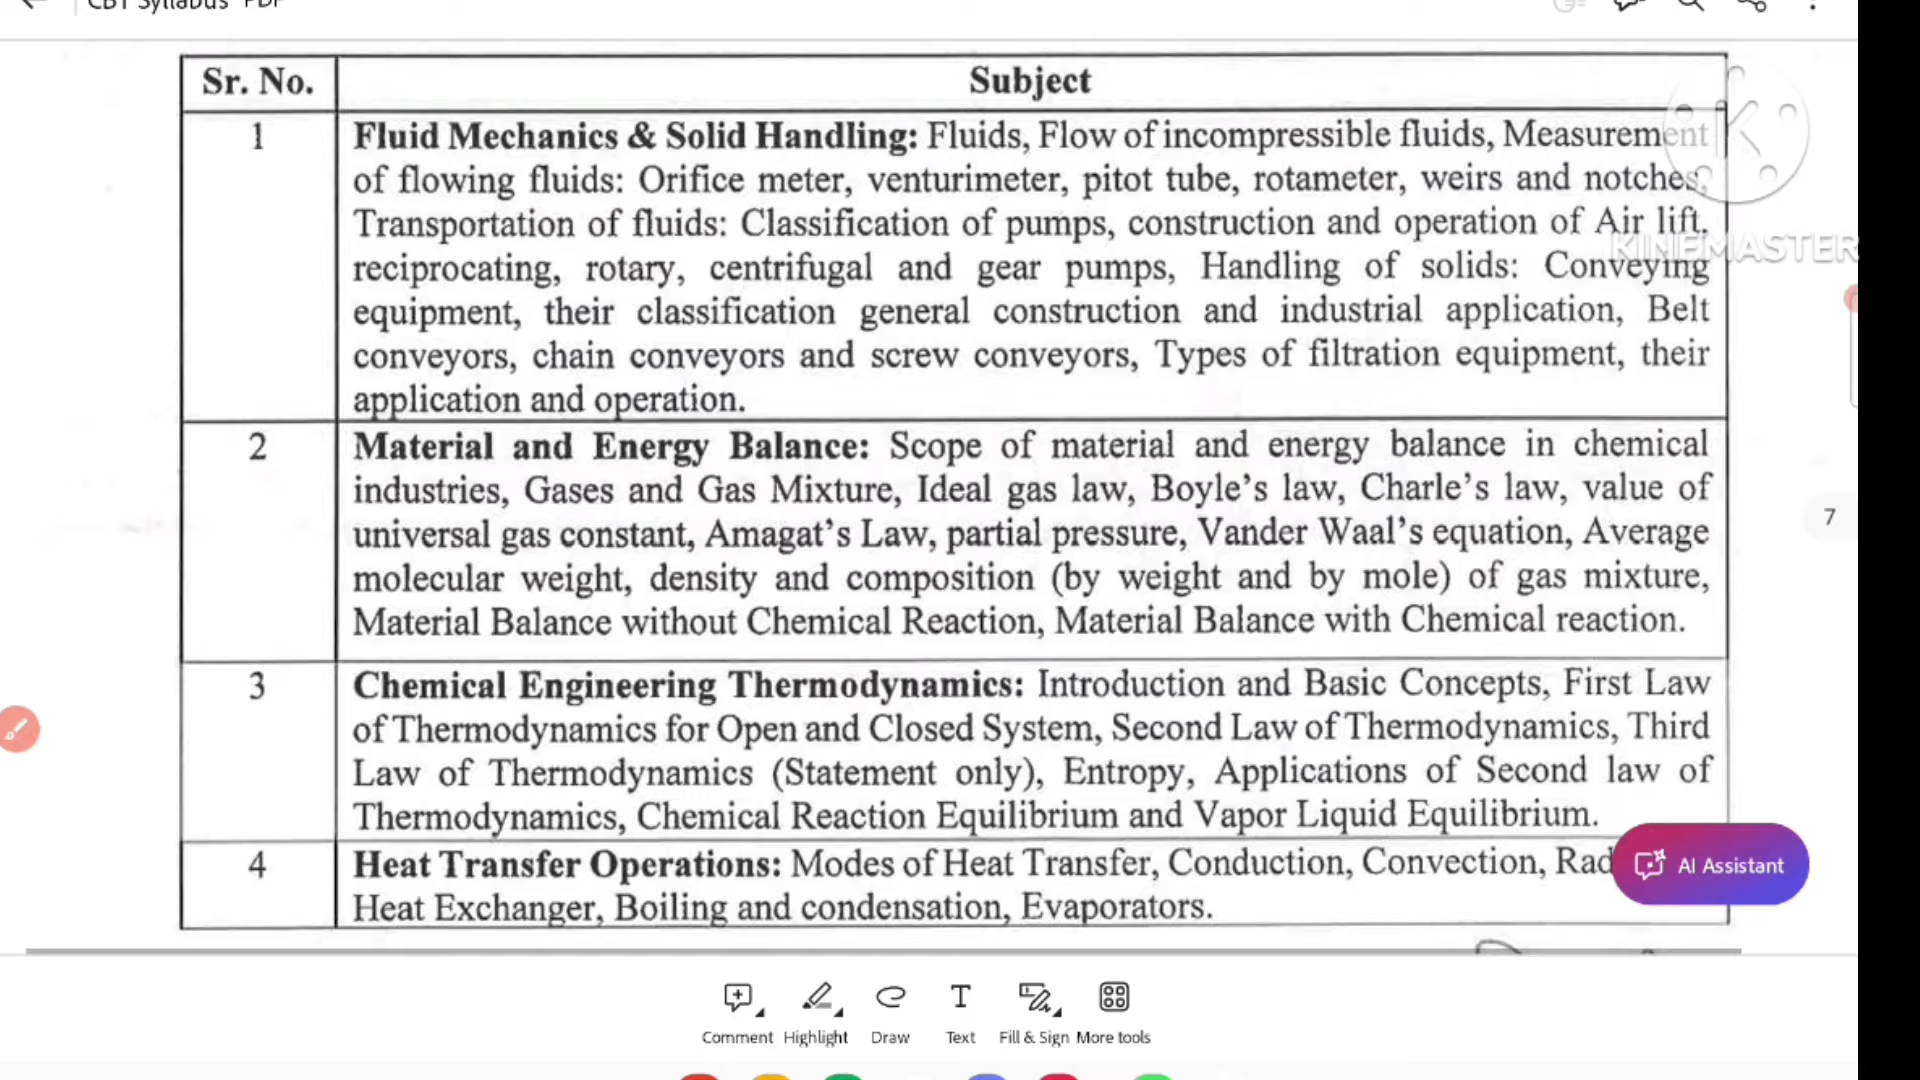 CBT Syllabus PDF
Sr. No. Subject
1 Fluid Mechanics & Solid Handling: Fluids, Flow of incompressible fluids, Measurement
of flowing fluids: Orifice meter, venturimeter, pitot tube, rotameter, weirs and notches,
Transportation of fluids: Classification of pumps, construction and operation of Air lift,
reciprocating, rotary, centrifugal and gear pumps, Handling of solids: Conveying
equipment, their classification general construction and industrial application, Belt
conveyors, chain conveyors and screw conveyors, Types of filtration equipment, their
application and operation.
KINEMASTER
2 Material and Energy Balance: Scope of material and energy balance in chemical
industries, Gases and Gas Mixture, Ideal gas law, Boyle's law, Charle's law, value of
universal gas constant, Amagat's Law, partial pressure, Vander Waal's equation, Average
molecular weight, density and composition (by weight and by mole) of gas mixture,
Material Balance without Chemical Reaction, Material Balance with Chemical reaction.
7
3 Chemical Engineering Thermodynamics: Introduction and Basic Concepts, First Law
of Thermodynamics for Open and Closed System, Second Law of Thermodynamics, Third
Law of Thermodynamics (Statement only), Entropy, Applications of Second law of
Thermodynamics, Chemical Reaction Equilibrium and Vapor Liquid Equilibrium.
4 Heat Transfer Operations: Modes of Heat Transfer, Conduction, Convection, Rad
Heat Exchanger, Boiling and condensation, Evaporators.
AI Assistant
Comment Highlight Draw Text Fill & Sign More tools